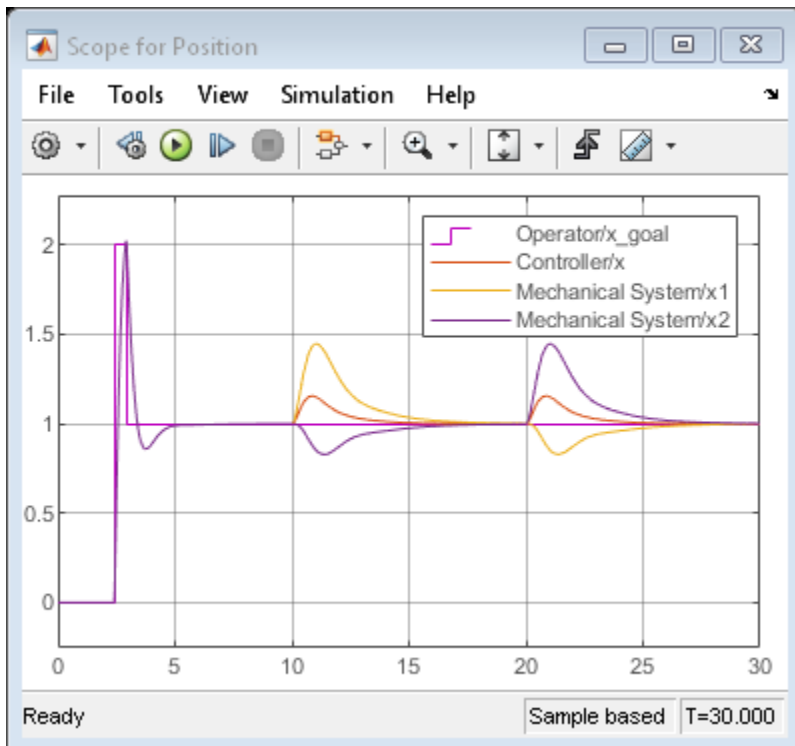 Scope for Position
File Tools View Simulation Help
Operator/x_goal
Controller/x
Mechanical System/x1
Mechanical System/x2
2
1.5
1
0.5
0
0 5 10 15 20 25 30
Ready Sample based T=30.000